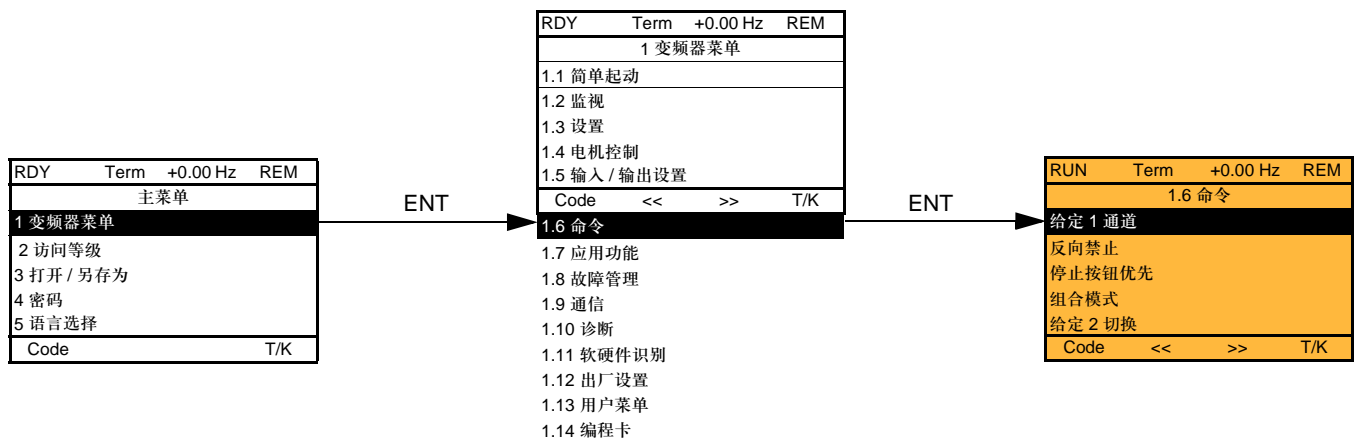 RDY Term +0.00 Hz REM
主菜单
1 变频器菜单
2 访问等级
3 打开 / 另存为
4 密码
5 语言选择
Code T/K
ENT
RDY Term +0.00 Hz REM
1 变频器菜单
1.1 简单起动
1.2 监视
1.3 设置
1.4 电机控制
1.5 输入 / 输出设置
Code << >> T/K
1.6 命令
1.7 应用功能
1.8 故障管理
1.9 通信
1.10 诊断
1.11 软硬件识别
1.12 出厂设置
1.13 用户菜单
1.14 编程卡
ENT
RUN Term +0.00 Hz REM
1.6 命令
给定 1 通道
反向禁止
停止按钮优先
组合模式
给定 2 切换
Code << >> T/K